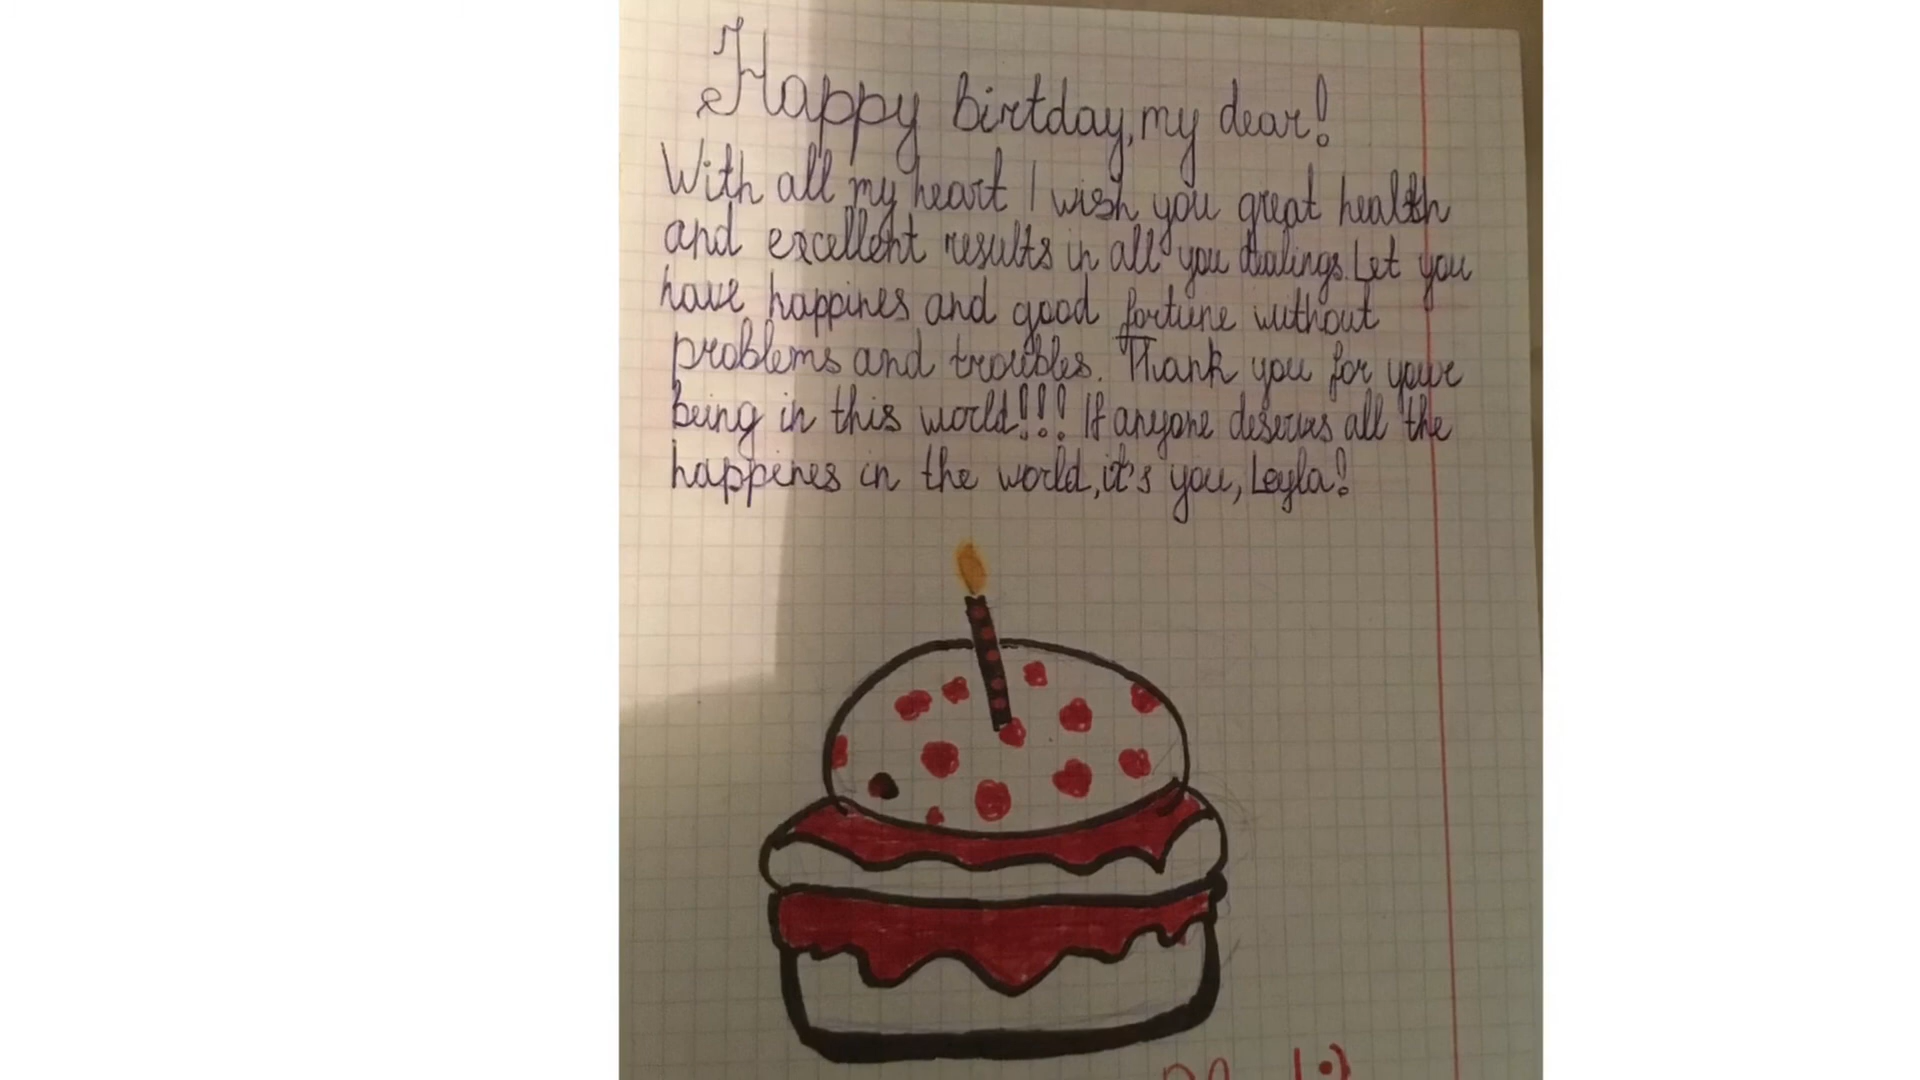 Happy birtday, my dear!
With all my heart I wish you great health
and excellent results in all you dealings. Let you
have happines and good fortune without
problems and troubles. Thank you for your
being in this world!!! If anyone deserves all the
happines in the world, it's you, Leyla!